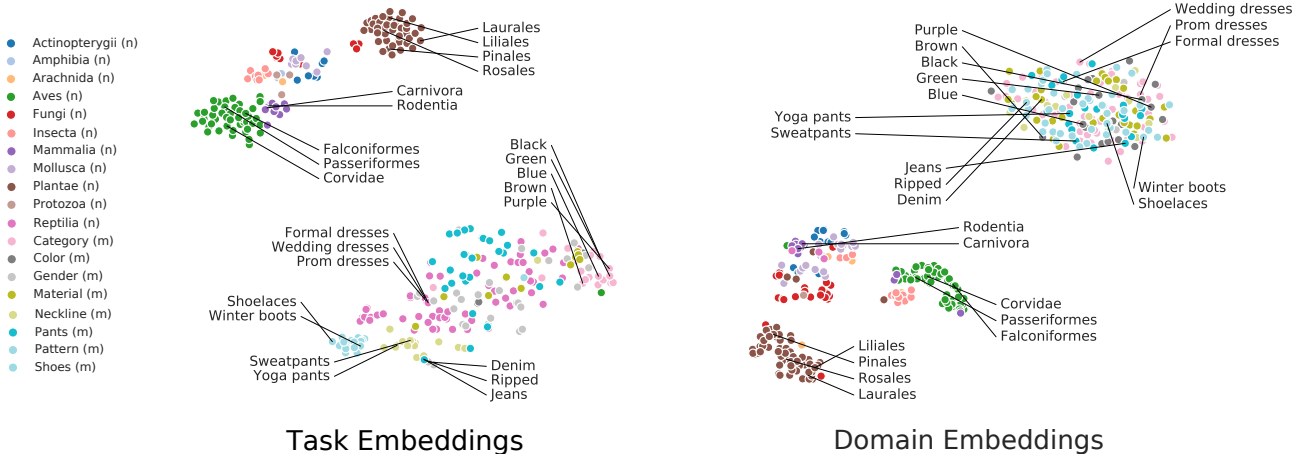 Actinopterygii (n)
Amphibia (n)
Arachnida (n)
Aves (n)
Fungi (n)
Insecta (n)
Mammalia (n)
Mollusca (n)
Plantae (n)
Protozoa (n)
Reptilia (n)
Category (m)
Color (m)
Gender (m)
Material (m)
Neckline (m)
Pants (m)
Pattern (m)
Shoes (m)
Laurales
Liliales
Pinales
Rosales
Carnivora
Rodentia
Falconiformes
Passeriformes
Corvidae
Black
Green
Blue
Brown
Purple
Formal dresses
Wedding dresses
Prom dresses
Shoelaces
Winter boots
Sweatpants
Yoga pants
Denim
Ripped
Jeans
Task Embeddings
Wedding dresses
Prom dresses
Formal dresses
Purple
Brown
Black
Green
Blue
Yoga pants
Sweatpants
Jeans
Ripped
Denim
Winter boots
Shoelaces
Rodentia
Carnivora
Corvidae
Passeriformes
Falconiformes
Liliales
Pinales
Rosales
Laurales
Domain Embeddings